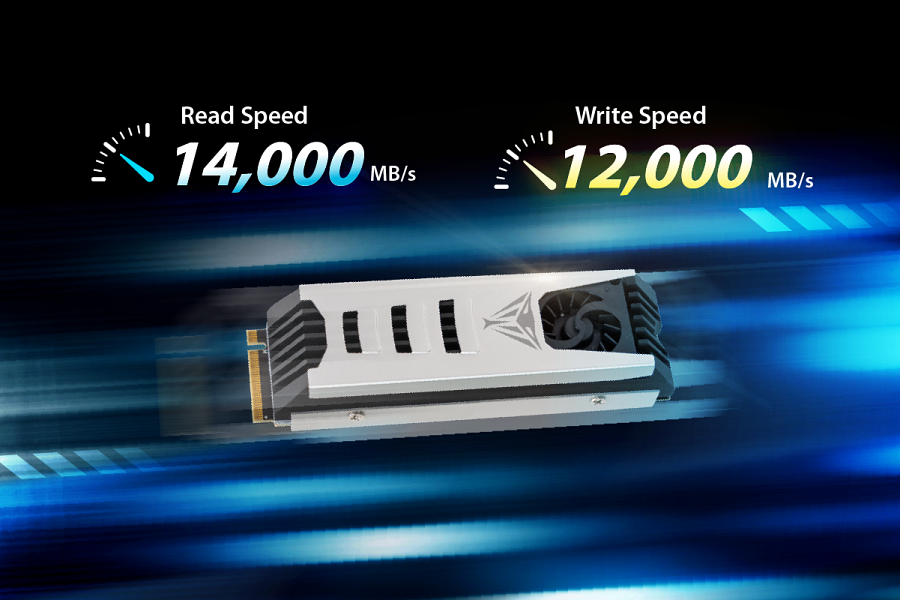 Read Speed
14,000 MB/s
Write Speed
12,000 MB/s